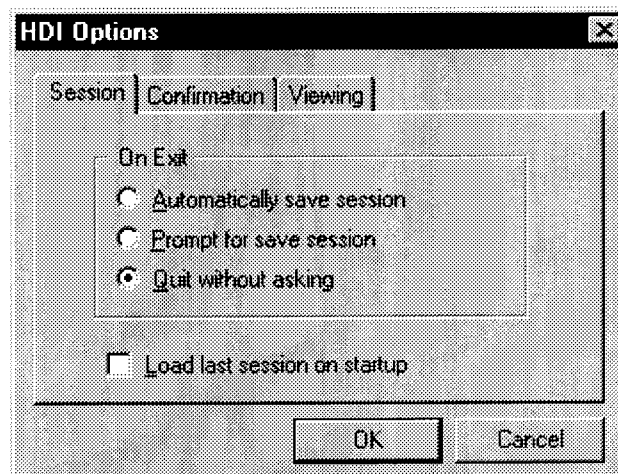 HDI Options
Session Confirmation Viewing
On Exit
Automatically save session
Prompt for save session
Quit without asking
Load last session on startup
OK Cancel